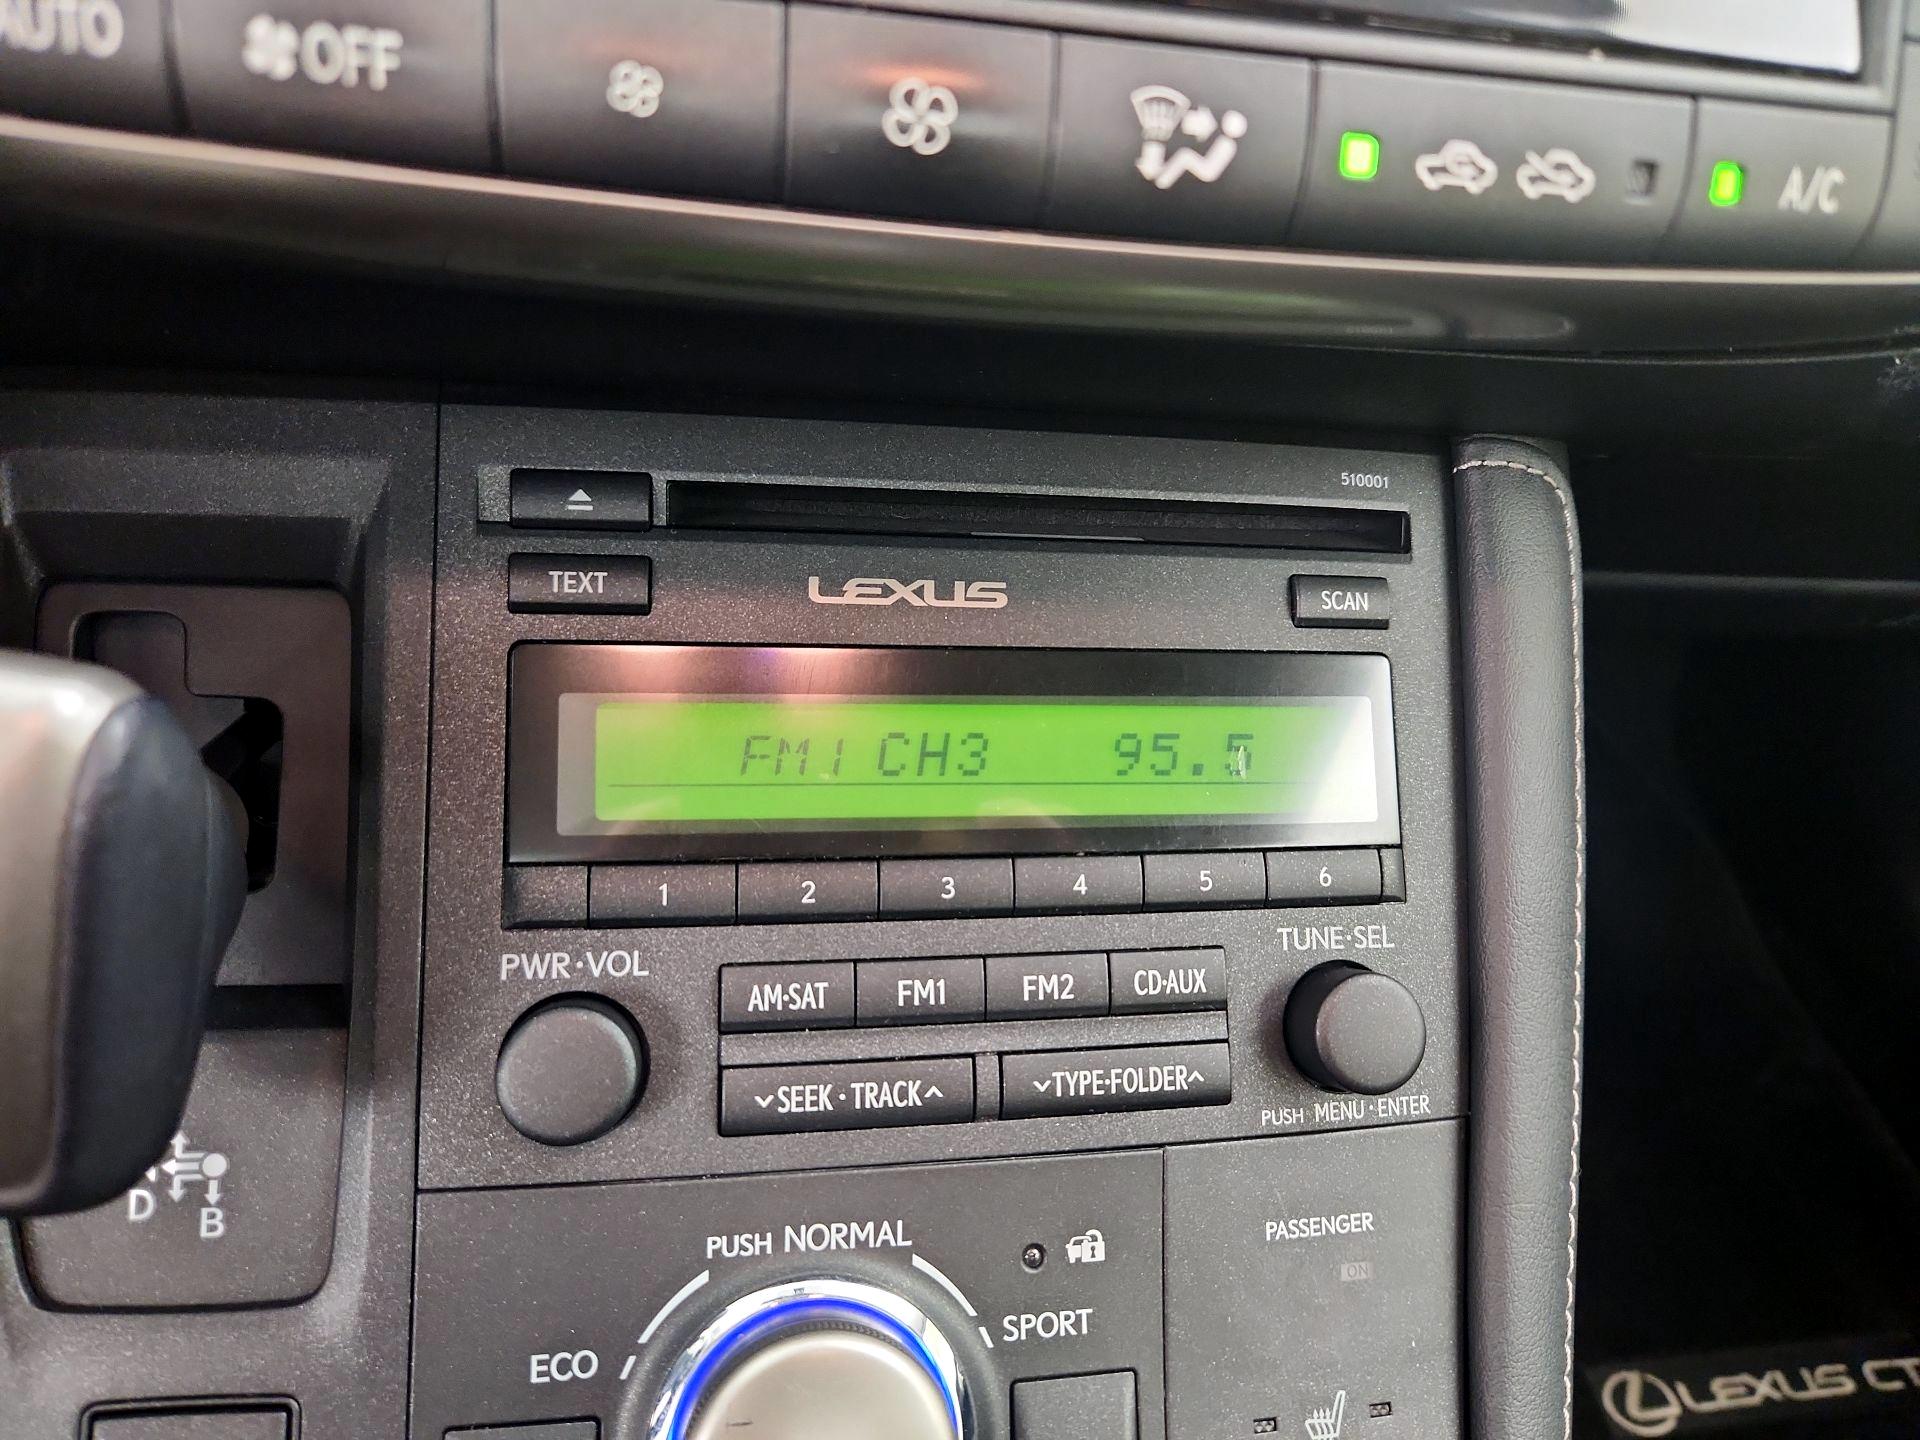 AUTO OFF A/C
510001
TEXT LEXUS SCAN
FM1 CH3 95.5
1 2 3 4 5 6
PWR·VOL AM·SAT FM1 FM2 CD·AUX TUNE·SEL
SEEK·TRACK TYPE·FOLDER
PUSH MENU·ENTER
D B
PUSH NORMAL
PASSENGER
ON
ECO SPORT
LEXUS CT